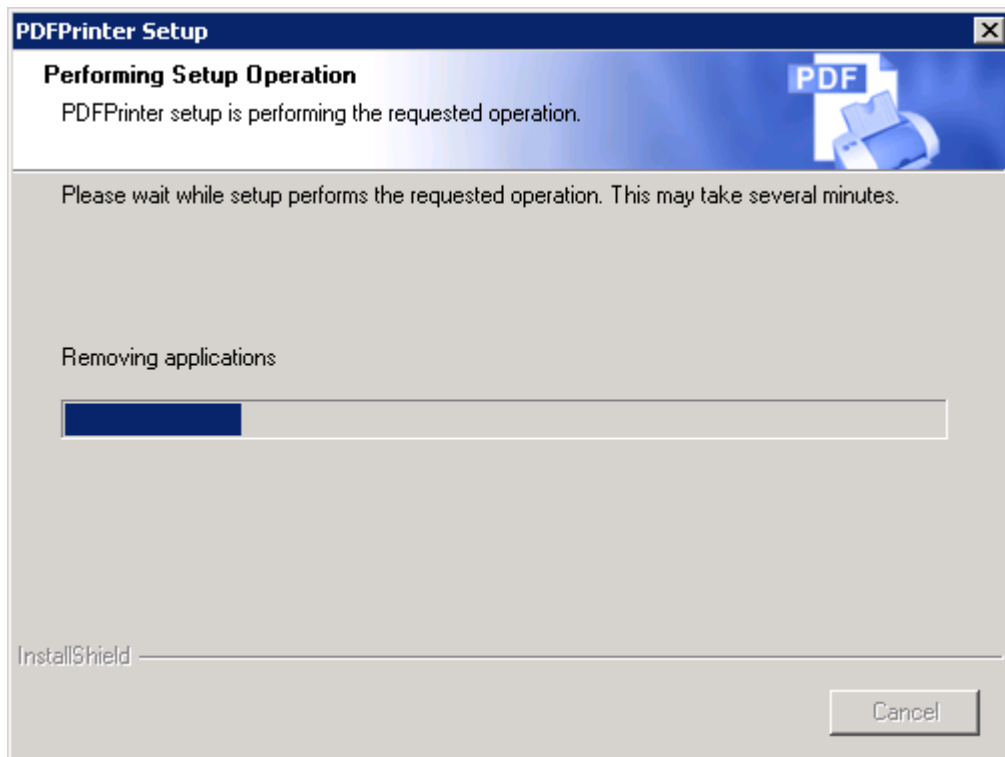 PDFPrinter Setup
Performing Setup Operation
PDFPrinter setup is performing the requested operation.
PDF
Please wait while setup performs the requested operation. This may take several minutes.
Removing applications
InstallShield
Cancel